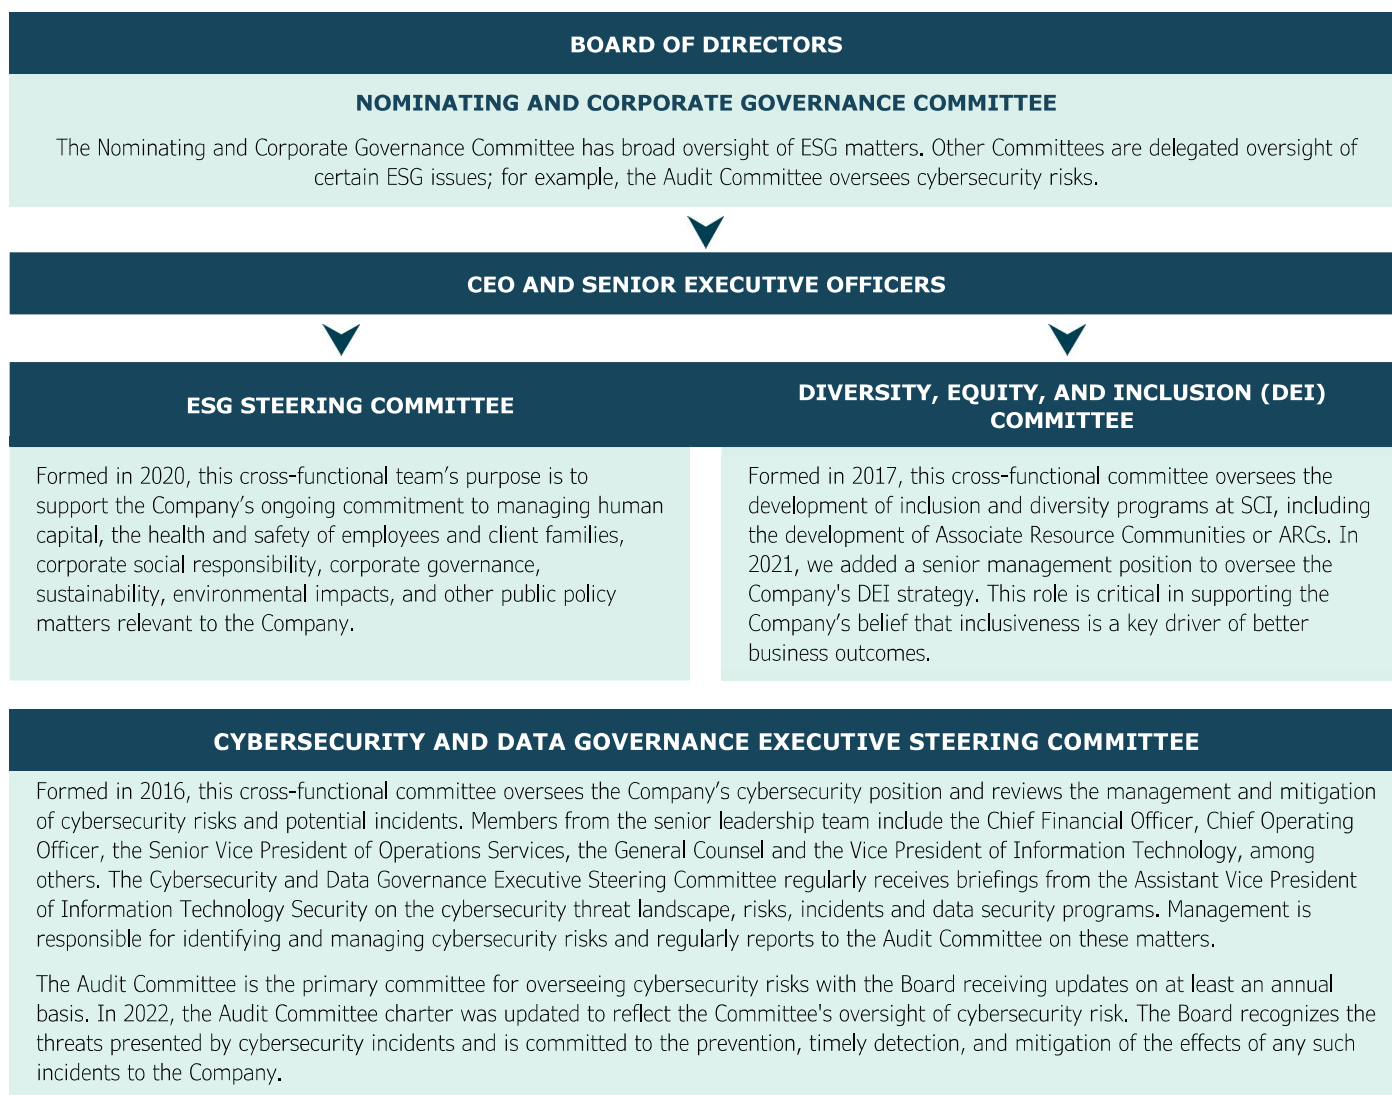 BOARD OF DIRECTORS
NOMINATING AND CORPORATE GOVERNANCE COMMITTEE
The Nominating and Corporate Governance Committee has broad oversight of ESG matters. Other Committees are delegated oversight of
certain ESG issues; for example, the Audit Committee oversees cybersecurity risks.
CEO AND SENIOR EXECUTIVE OFFICERS
ESG STEERING COMMITTEE
Formed in 2020, this cross-functional team’s purpose is to
support the Company’s ongoing commitment to managing human
capital, the health and safety of employees and client families,
corporate social responsibility, corporate governance,
sustainability, environmental impacts, and other public policy
matters relevant to the Company.
DIVERSITY, EQUITY, AND INCLUSION (DEI)
COMMITTEE
Formed in 2017, this cross-functional committee oversees the
development of inclusion and diversity programs at SCI, including
the development of Associate Resource Communities or ARCs. In
2021, we added a senior management position to oversee the
Company's DEI strategy. This role is critical in supporting the
Company’s belief that inclusiveness is a key driver of better
business outcomes.
CYBERSECURITY AND DATA GOVERNANCE EXECUTIVE STEERING COMMITTEE
Formed in 2016, this cross-functional committee oversees the Company’s cybersecurity position and reviews the management and mitigation
of cybersecurity risks and potential incidents. Members from the senior leadership team include the Chief Financial Officer, Chief Operating
Officer, the Senior Vice President of Operations Services, the General Counsel and the Vice President of Information Technology, among
others. The Cybersecurity and Data Governance Executive Steering Committee regularly receives briefings from the Assistant Vice President
of Information Technology Security on the cybersecurity threat landscape, risks, incidents and data security programs. Management is
responsible for identifying and managing cybersecurity risks and regularly reports to the Audit Committee on these matters.
The Audit Committee is the primary committee for overseeing cybersecurity risks with the Board receiving updates on at least an annual
basis. In 2022, the Audit Committee charter was updated to reflect the Committee's oversight of cybersecurity risk. The Board recognizes the
threats presented by cybersecurity incidents and is committed to the prevention, timely detection, and mitigation of the effects of any such
incidents to the Company.